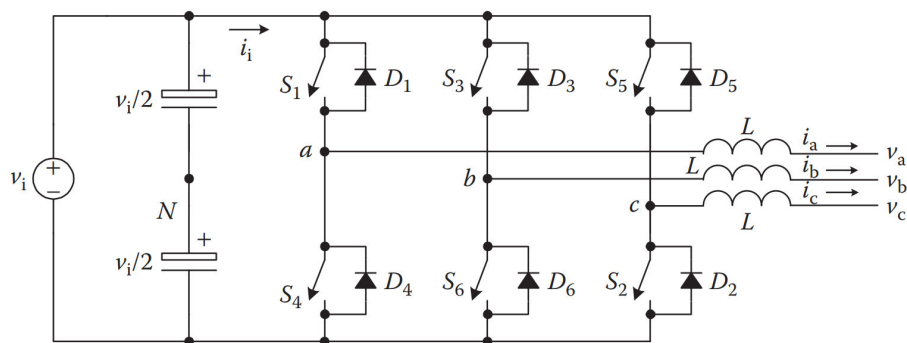 i_i
+
v_i/2
S_1
D_1
S_3
D_3
S_5
D_5
L
i_a
a
v_a
+
−
v_i
L
i_b
b
v_b
N
i_c
c
v_c
L
+
v_i/2
S_4
D_4
S_6
D_6
S_2
D_2